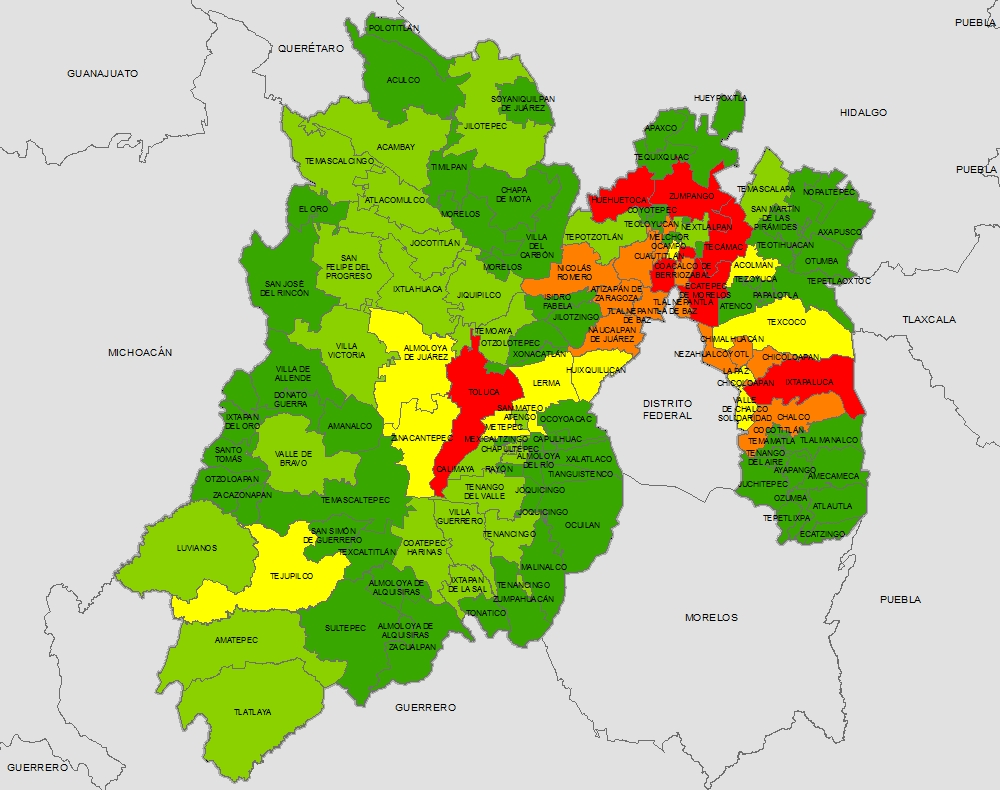 POLOTITLÁN
PUEBLA
QUERÉTARO
GUANAJUATO
ACULCO
SOYANIQUILPAN
DE JUÁREZ
HUEYPOXTLA
HIDALGO
JILOTEPEC
APAXCO
ACAMBAY
TEMASCALCINGO
TIMILPAN
TEQUIXQUIAC
PUEBLA
CHAPA
DE MOTA
ATLACOMULCO
HUEHUETOCA
ZUMPANGO
TEMASCALAPA
NOPALTEPEC
EL ORO
MORELOS
COYOTEPEC
SAN MARTÍN
DE LAS
PIRÁMIDES
TEOLOYUCAN
NEXTLALPAN
AXAPUSCO
JOCOTITLÁN
VILLA
DEL
CARBÓN
TEPOTZOTLÁN
MELCHOR
OCAMPO
TECAMAC
TEOTIHUACAN
SAN
FELIPE DEL
PROGRESO
MORELOS
NICOLÁS
ROMERO
CUAUTITLÁN
COACALCO DE
BERRIOZÁBAL
ACOLMAN
OTUMBA
SAN JOSÉ
DEL RINCÓN
IXTLAHUACA
JIQUIPILCO
ATIZAPÁN DE
ZARAGOZA
ECATEPEC
DE MORELOS
TEZOYUCA
TEPETLAOXTOC
PAPALOTLA
ISIDRO
FABELA
TLALNEPANTLA
DE BAZ
TLALNEPANTLA DE BAZ
ATENCO
JILOTZINGO
TEXCOCO
TLAXCALA
TEMOAYA
OTZOLOTEPEC
NAUCALPAN
DE JUÁREZ
CHIMALHUACÁN
MICHOACÁN
VILLA
VICTORIA
ALMOLOYA
DE JUÁREZ
XONACATLÁN
NEZAHUALCÓYOTL
CHICOLOAPAN
VILLA DE
ALLENDE
HUIXQUILUCAN
LA PAZ
CHICOLOAPAN
IXTAPALUCA
LERMA
DONATO
GUERRA
TOLUCA
DISTRITO
FEDERAL
VALLE
DE CHALCO
SOLIDARIDAD
IXTAPAN
DEL ORO
AMANALCO
SAN MATEO
ATENCO
OCOYOACAC
CHALCO
METEPEC
COCOTITLÁN
ZINACANTEPEC
MEXICALTZINGO
CAPULHUAC
TEMAMATLA
TLALMANALCO
SANTO
TOMÁS
VALLE DE
BRAVO
CHAPULTEPEC
ALMOLOYA
DEL RÍO
XALATLACO
TENANGO
DEL AIRE
CALIMAYA
RAYÓN
TIANGUISTENCO
AYAPANGO
AMECAMECA
OTZOLOAPAN
TENANGO
DEL VALLE
JOQUICINGO
JUCHITEPEC
ZACAZONAPAN
TEMASCALTEPEC
OZUMBA
ATLAUTLA
VILLA
GUERRERO
JOQUICINGO
TEPETLIXPA
OCUILAN
SAN SIMÓN
DE GUERRERO
TENANCINGO
ECATZINGO
LUVIANOS
TEXCALTITLÁN
COATEPEC
HARINAS
MALINALCO
TEJUPILCO
ALMOLOYA DE
ALQUISIRAS
IXTAPAN
DE LA SAL
TENANCINGO
ZUMPAHUACÁN
PUEBLA
TONATICO
MORELOS
SULTEPEC
ALMOLOYA DE
ALQUISIRAS
AMATEPEC
ZACUALPAN
GUERRERO
TLATLAYA
GUERRERO